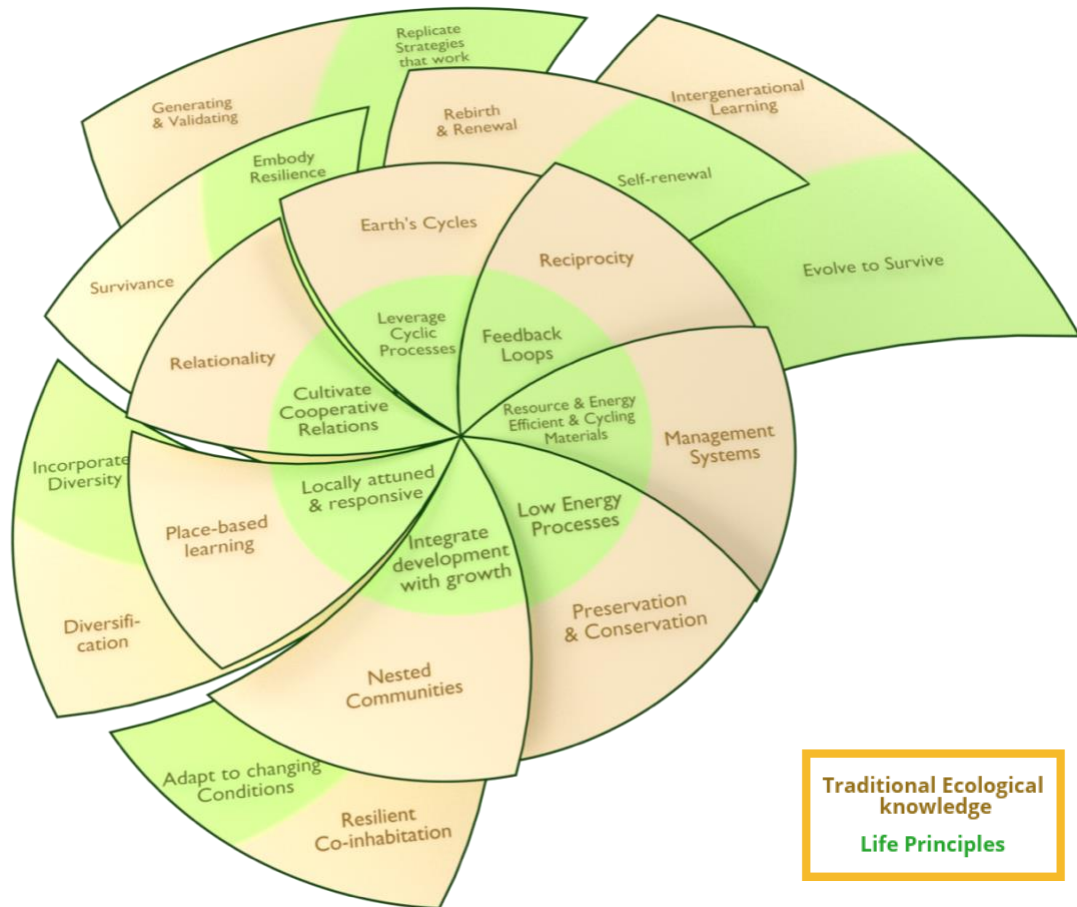 Replicate
Strategies
that work
Generating
& Validating
Intergenerational
Learning
Rebirth
& Renewal
Embody
Resilience
Self-renewal
Earth's Cycles
Reciprocity
Evolve to Survive
Survivance
Leverage
Cyclic
Processes
Feedback
Loops
Relationality
Cultivate
Cooperative
Relations
Resource & Energy
Efficient & Cycling
Materials
Management
Systems
Incorporate
Diversity
Locally attuned
& responsive
Low Energy
Processes
Place-based
learning
Integrate
development
with growth
Diversifi-
cation
Preservation
& Conservation
Nested
Communities
Adapt to changing
Conditions
Resilient
Co-inhabitation
Traditional Ecological
knowledge
Life Principles